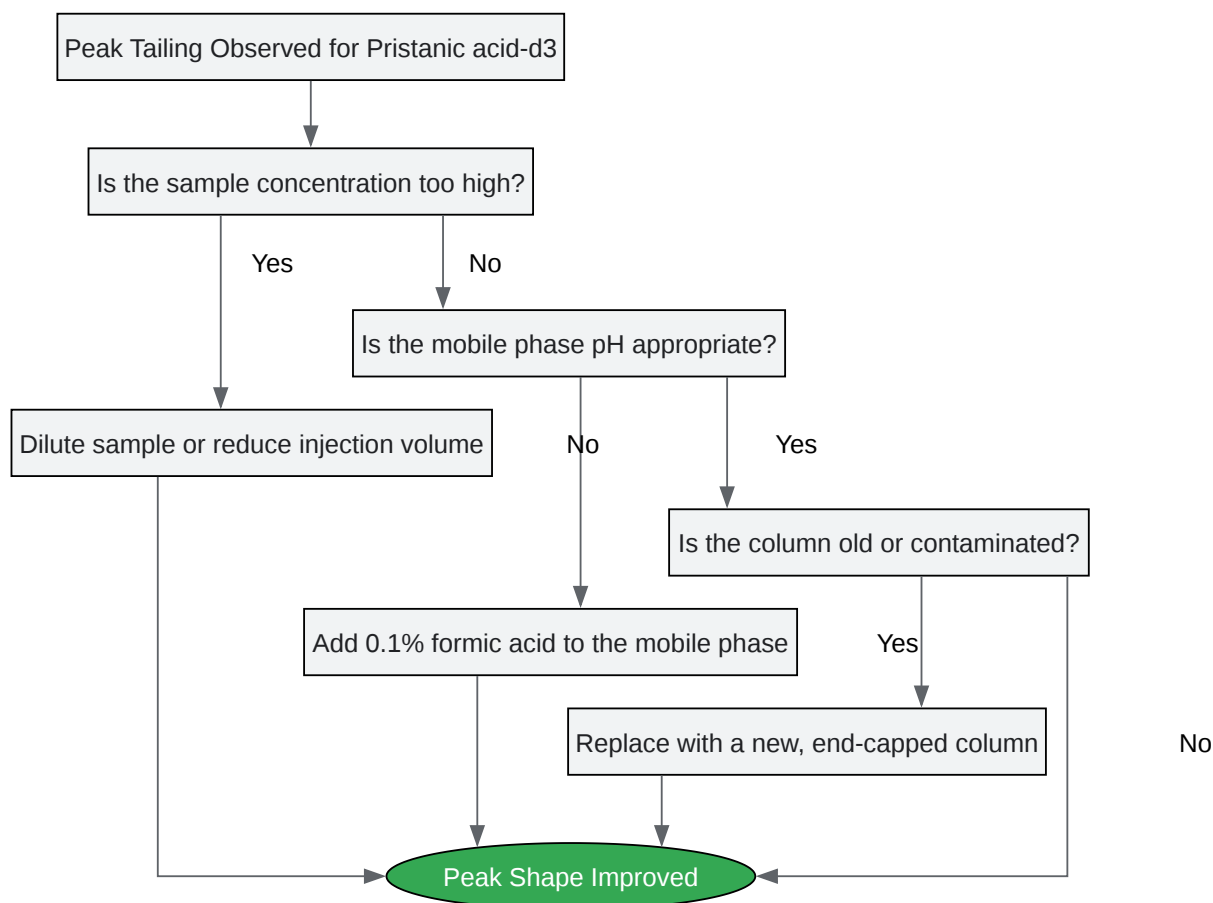 Peak Tailing Observed for Pristanic acid-d3
Is the sample concentration too high?
Yes
No
Is the mobile phase pH appropriate?
Dilute sample or reduce injection volume
No
Yes
Is the column old or contaminated?
Add 0.1% formic acid to the mobile phase
Yes
Replace with a new, end-capped column
No
Peak Shape Improved